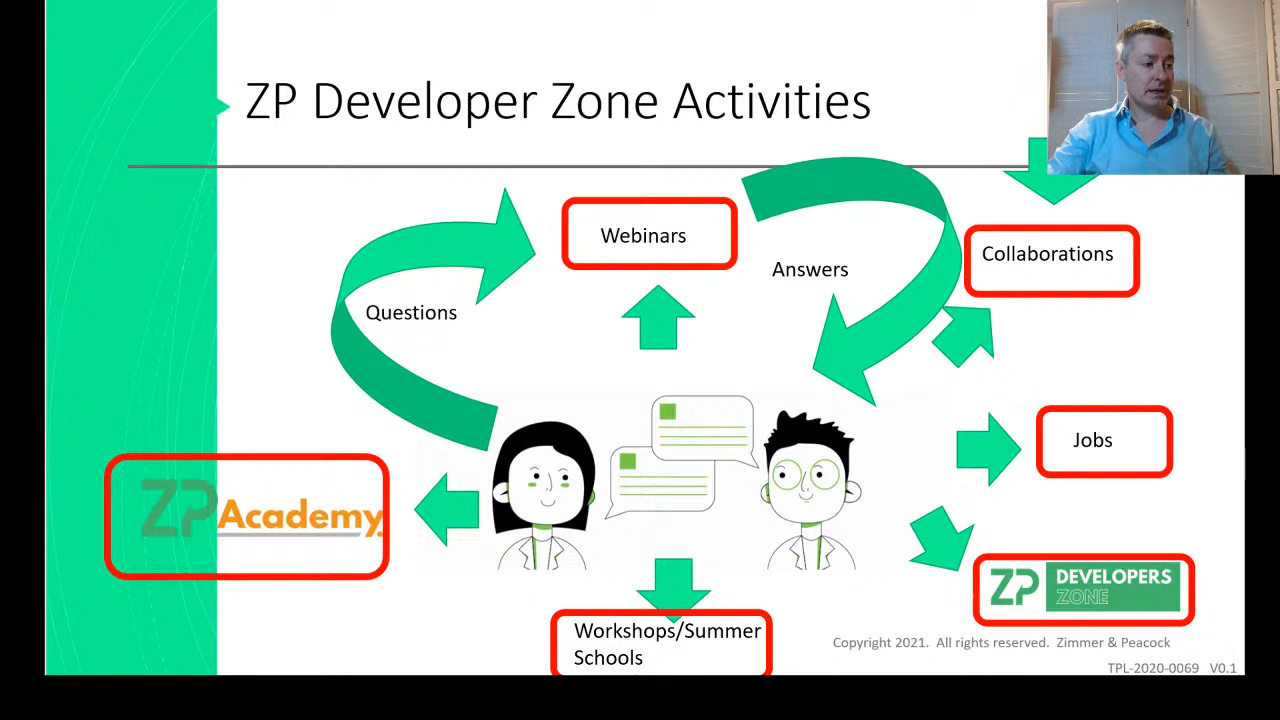 ZP Developer Zone Activities
Webinars
Collaborations
Answers
Questions
Jobs
ZP Academy
ZP DEVELOPERS
ZONE
Workshops/Summer
Schools
Copyright 2021. All rights reserved. Zimmer & Peacock
TPL-2020-0069 V0.1